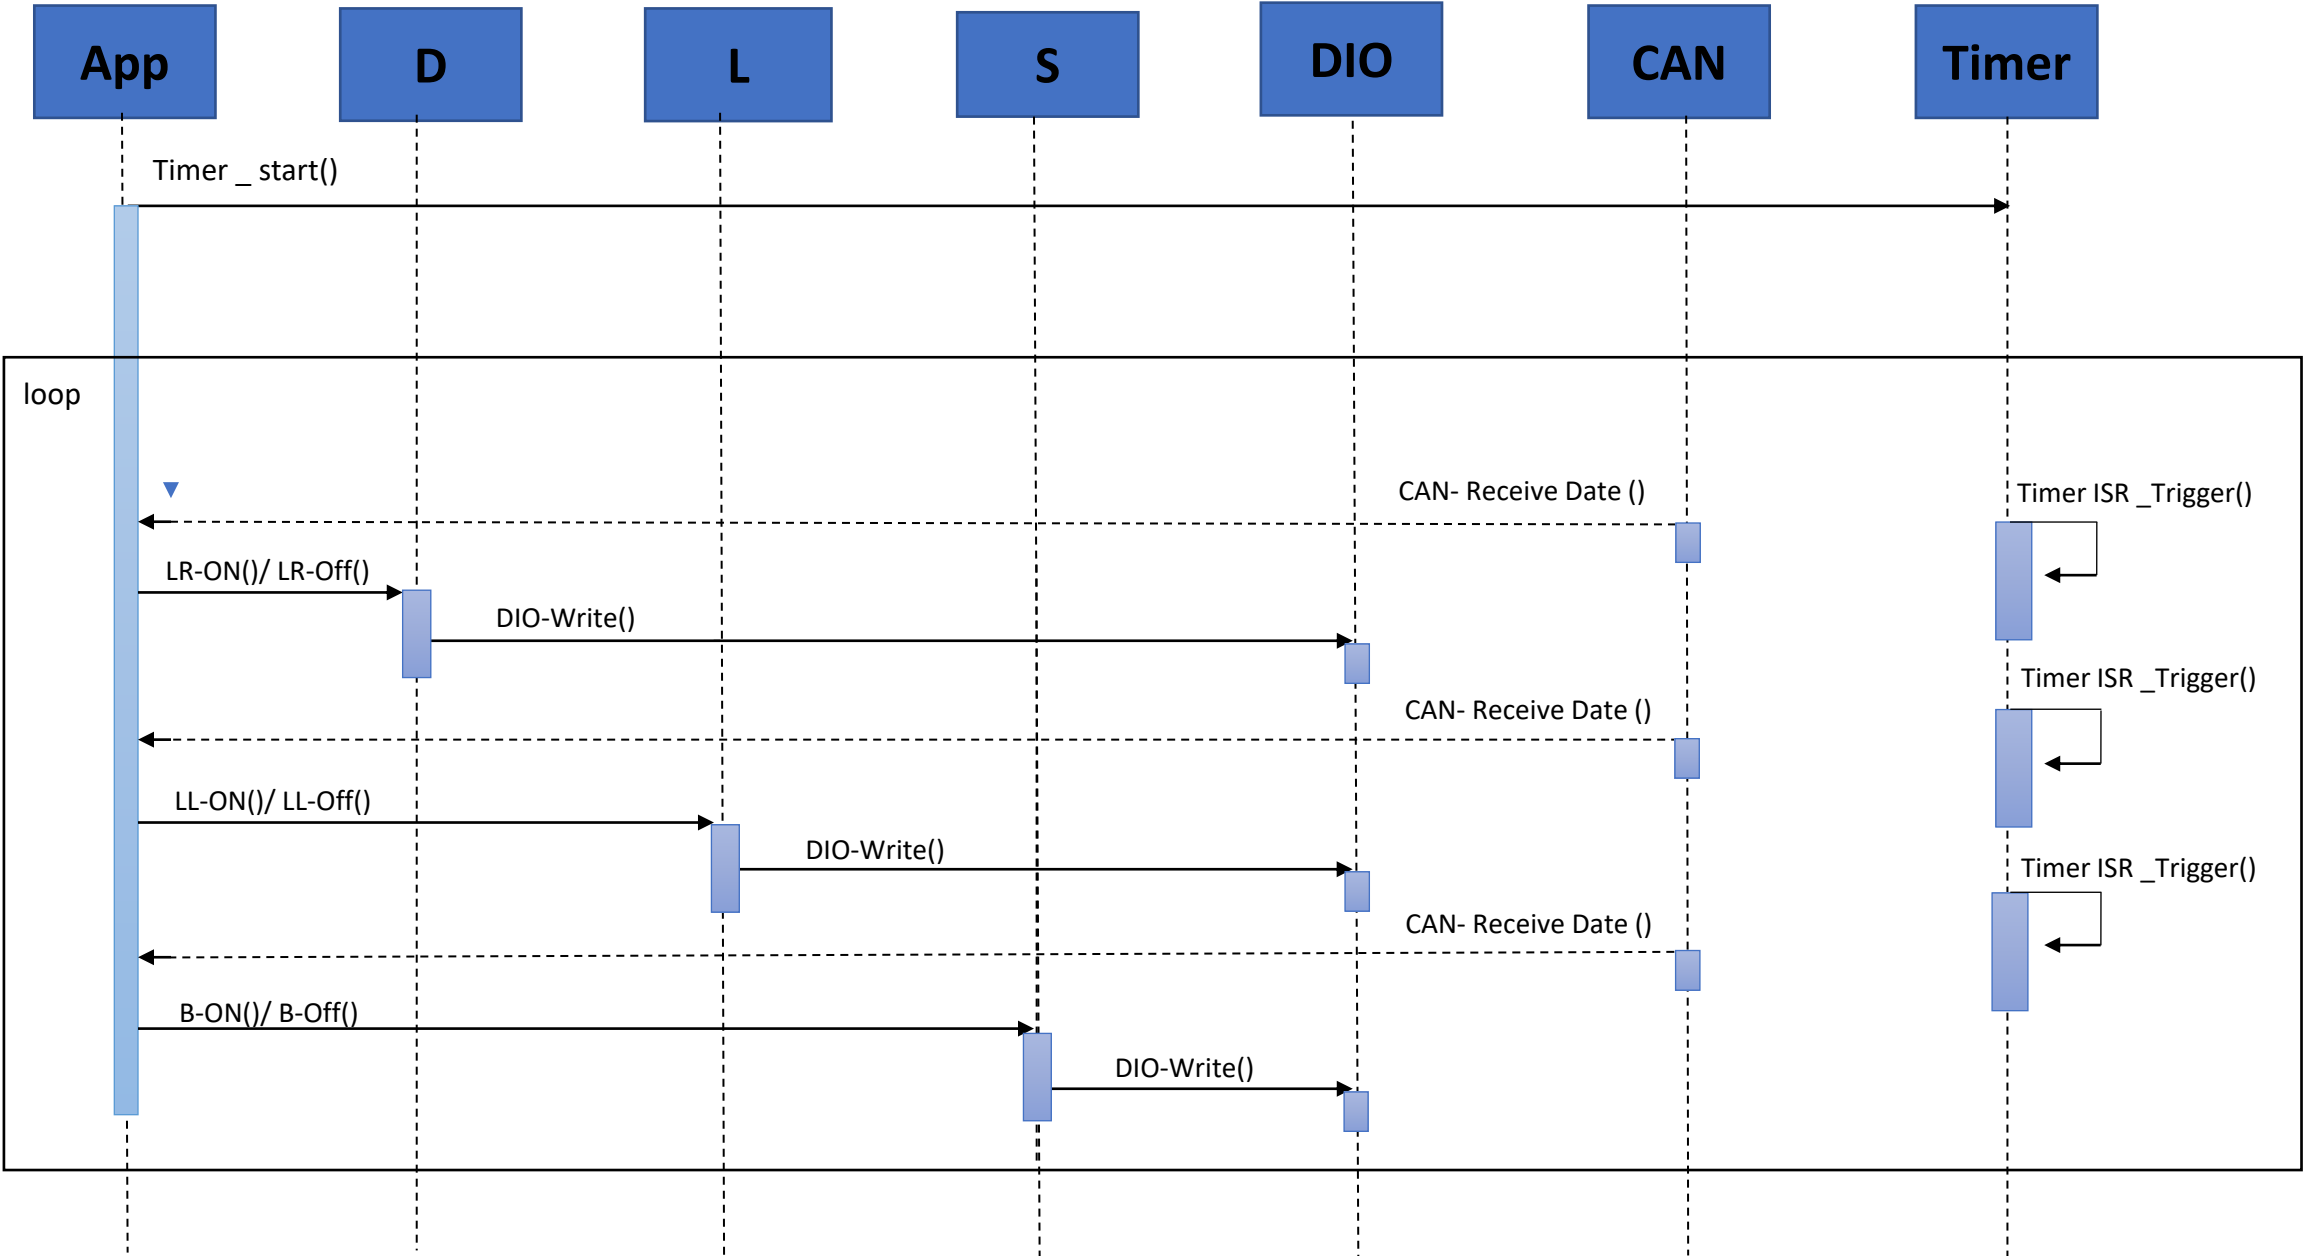 App
D
L
S
DIO
CAN
Timer
Timer _ start()
loop
CAN- Receive Date ()
Timer ISR _Trigger()
LR-ON()/ LR-Off()
DIO-Write()
Timer ISR _Trigger()
CAN- Receive Date ()
LL-ON()/ LL-Off()
DIO-Write()
Timer ISR _Trigger()
CAN- Receive Date ()
B-ON()/ B-Off()
DIO-Write()